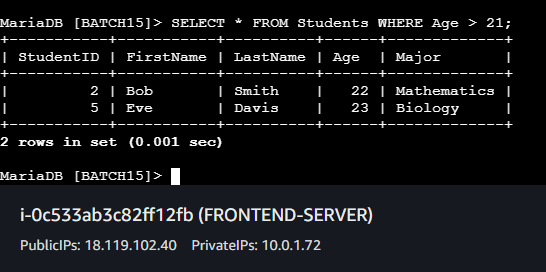 MariaDB [BATCH15]> SELECT * FROM Students WHERE Age > 21;
+-----------+-----------+----------+------+-------------+
| StudentID | FirstName | LastName | Age  | Major       |
+-----------+-----------+----------+------+-------------+
|         2 | Bob       | Smith    |   22 | Mathematics |
|         5 | Eve       | Davis    |   23 | Biology     |
+-----------+-----------+----------+------+-------------+
2 rows in set (0.001 sec)
MariaDB [BATCH15]>
i-0c533ab3c82ff12fb (FRONTEND-SERVER)
PublicIPs: 18.119.102.40 PrivateIPs: 10.0.1.72